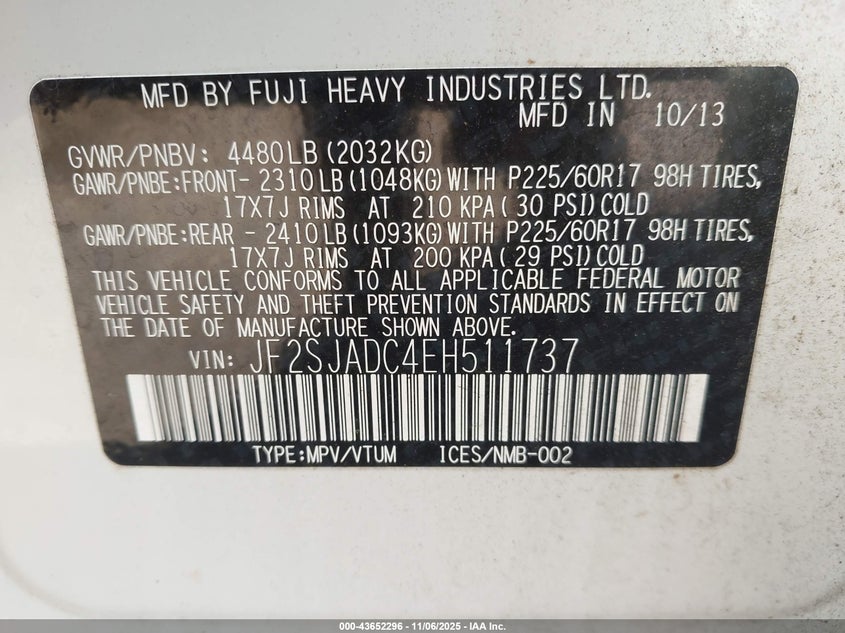 MFD BY FUJI HEAVY INDUSTRIES LTD.
MFD IN 10/13
GVWR/PNBV: 4480LB (2032KG)
GAWR/PNBE:FRONT- 2310LB (1048KG) WITH P225/60R17 98H TIRES,
17X7J RIMS AT 210 KPA ( 30 PSI) COLD
GAWR/PNBE:REAR - 2410LB (1093KG) WITH P225/60R17 98H TIRES,
17X7J RIMS AT 200 KPA ( 29 PSI) COLD
THIS VEHICLE CONFORMS TO ALL APPLICABLE FEDERAL MOTOR
VEHICLE SAFETY AND THEFT PREVENTION STANDARDS IN EFFECT ON
THE DATE OF MANUFACTURE SHOWN ABOVE.
VIN: JF2SJADC4EH511737
TYPE:MPV/VTUM ICES/NMB-002
000-43652296 - 11/06/2025 - IAA Inc.